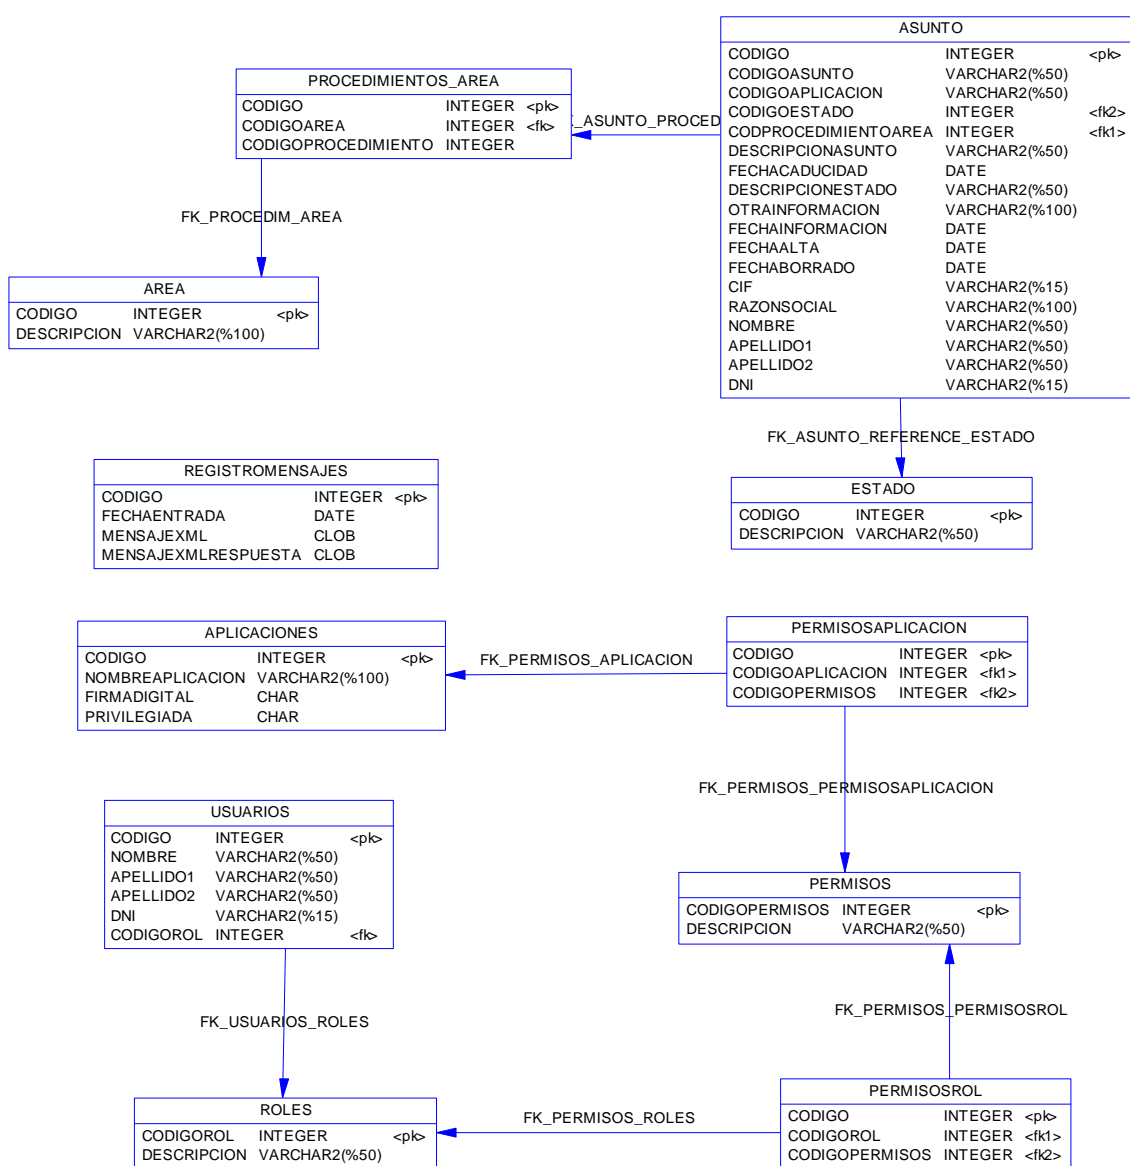 ASUNTO
CODIGO INTEGER <pk>
CODIGOASUNTO VARCHAR2(%50)
CODIGOAPLICACION VARCHAR2(%50)
CODIGOESTADO INTEGER <fk2>
CODPROCEDIMIENTOAREA INTEGER <fk1>
DESCRIPCIONASUNTO VARCHAR2(%50)
FECHACADUCIDAD DATE
DESCRIPCIONESTADO VARCHAR2(%50)
OTRAINFORMACION VARCHAR2(%100)
FECHAINFORMACION DATE
FECHAALTA DATE
FECHABORRADO DATE
CIF VARCHAR2(%15)
RAZONSOCIAL VARCHAR2(%100)
NOMBRE VARCHAR2(%50)
APELLIDO1 VARCHAR2(%50)
APELLIDO2 VARCHAR2(%50)
DNI VARCHAR2(%15)
PROCEDIMIENTOS_AREA
CODIGO INTEGER <pk>
CODIGOAREA INTEGER <fk>
CODIGOPROCEDIMIENTO INTEGER
_ASUNTO_PROCED
FK_PROCEDIM_AREA
AREA
CODIGO INTEGER <pk>
DESCRIPCION VARCHAR2(%100)
FK_ASUNTO_REFERENCE_ESTADO
REGISTROMENSAJES
CODIGO INTEGER <pk>
FECHAENTRADA DATE
MENSAJEXML CLOB
MENSAJEXMLRESPUESTA CLOB
ESTADO
CODIGO INTEGER <pk>
DESCRIPCION VARCHAR2(%50)
APLICACIONES
CODIGO INTEGER <pk>
NOMBREAPLICACION VARCHAR2(%100)
FIRMADIGITAL CHAR
PRIVILEGIADA CHAR
FK_PERMISOS_APLICACION
PERMISOSAPLICACION
CODIGO INTEGER <pk>
CODIGOAPLICACION INTEGER <fk1>
CODIGOPERMISOS INTEGER <fk2>
FK_PERMISOS_PERMISOSAPLICACION
USUARIOS
CODIGO INTEGER <pk>
NOMBRE VARCHAR2(%50)
APELLIDO1 VARCHAR2(%50)
APELLIDO2 VARCHAR2(%50)
DNI VARCHAR2(%15)
CODIGOROL INTEGER <fk>
PERMISOS
CODIGOPERMISOS INTEGER <pk>
DESCRIPCION VARCHAR2(%50)
FK_USUARIOS_ROLES
FK_PERMISOS_PERMISOSROL
ROLES
CODIGOROL INTEGER <pk>
DESCRIPCION VARCHAR2(%50)
FK_PERMISOS_ROLES
PERMISOSROL
CODIGO INTEGER <pk>
CODIGOROL INTEGER <fk1>
CODIGOPERMISOS INTEGER <fk2>